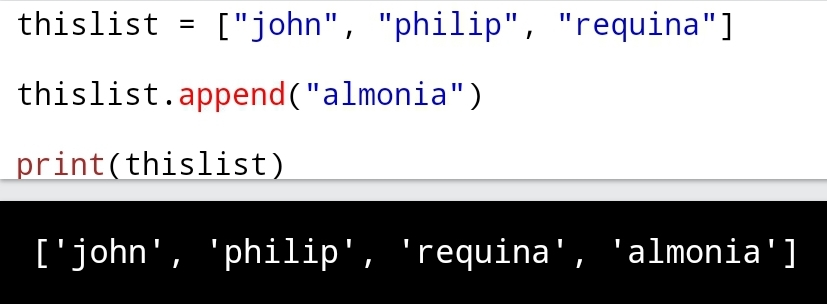 thislist = ["john", "philip", "requina"]
thislist.append("almonia")
print(thislist)
['john', 'philip', 'requina', 'almonia']